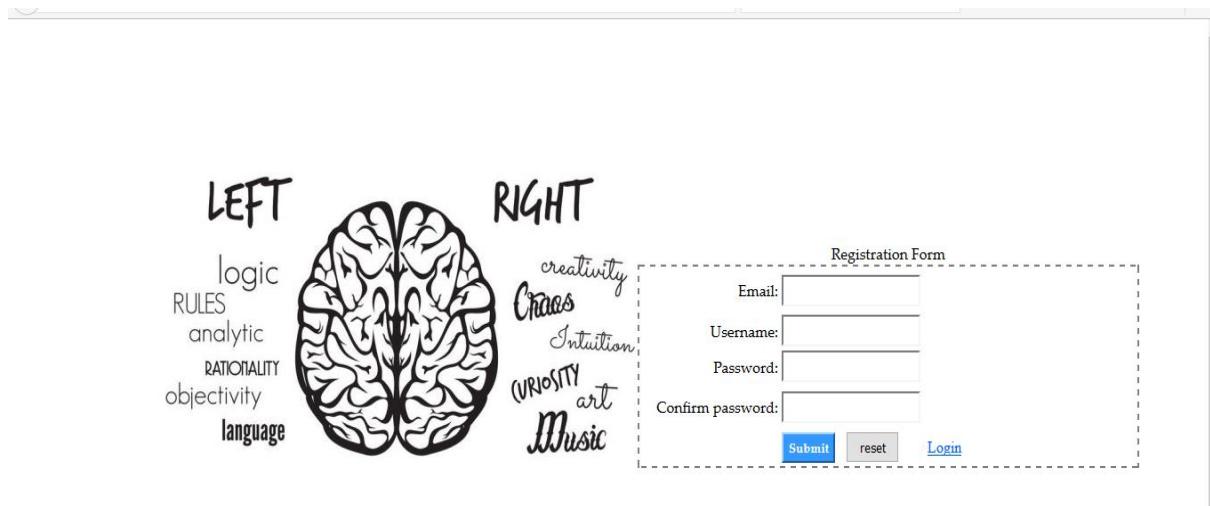 LEFT
logic
RULES
analytic
RATIONALITY
objectivity
language
RIGHT
creativity
Chaos
Intuition
CURIOSITY
art
Music
Registration Form
Email:
Username:
Password:
Confirm password:
Submit reset Login